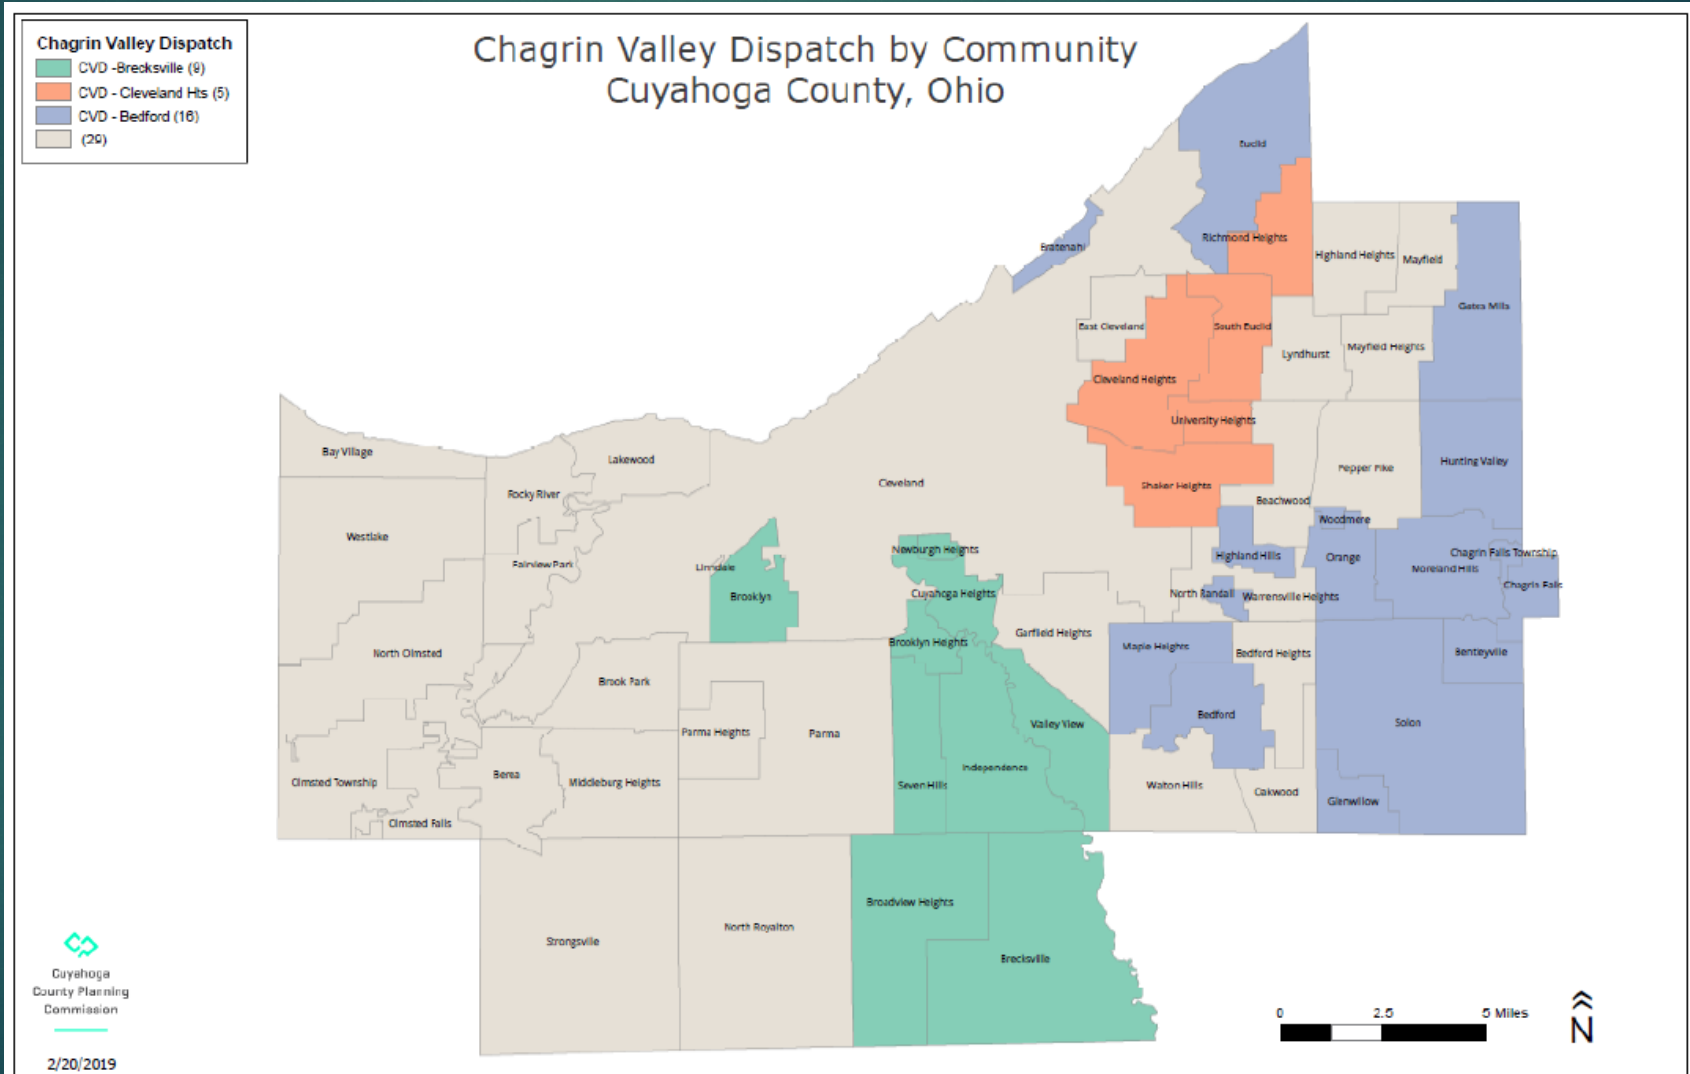 Chagrin Valley Dispatch by Community
Cuyahoga County, Ohio
Chagrin Valley Dispatch
CVD -Brecksville (9)
CVD - Cleveland Hts (5)
CVD - Bedford (16)
(29)
Euclid
Bratenahl
Richmond Heights
Highland Heights
Mayfield
Gates Mills
East Cleveland
South Euclid
Lyndhurst
Mayfield Heights
Cleveland Heights
University Heights
Bay Village
Lakewood
Rocky River
Cleveland
Shaker Heights
Beachwood
Pepper Pike
Hunting Valley
Westlake
Fairview Park
Linndale
Brooklyn
Newburgh Heights
Cuyahoga Heights
Highland Hills
Woodmere
Orange
Moreland Hills
Chagrin Falls Township
Chagrin Falls
North Randall
Warrensville Heights
North Olmsted
Brook Park
Brooklyn Heights
Garfield Heights
Maple Heights
Bedford Heights
Bentleyville
Parma Heights
Parma
Valley View
Bedford
Solon
Olmsted Township
Berea
Middleburg Heights
Seven Hills
Independence
Walton Hills
Oakwood
Glenwillow
Olmsted Falls
Strongsville
North Royalton
Broadview Heights
Brecksville
Cuyahoga
County Planning
Commission
2/20/2019
0 2.5 5 Miles
N